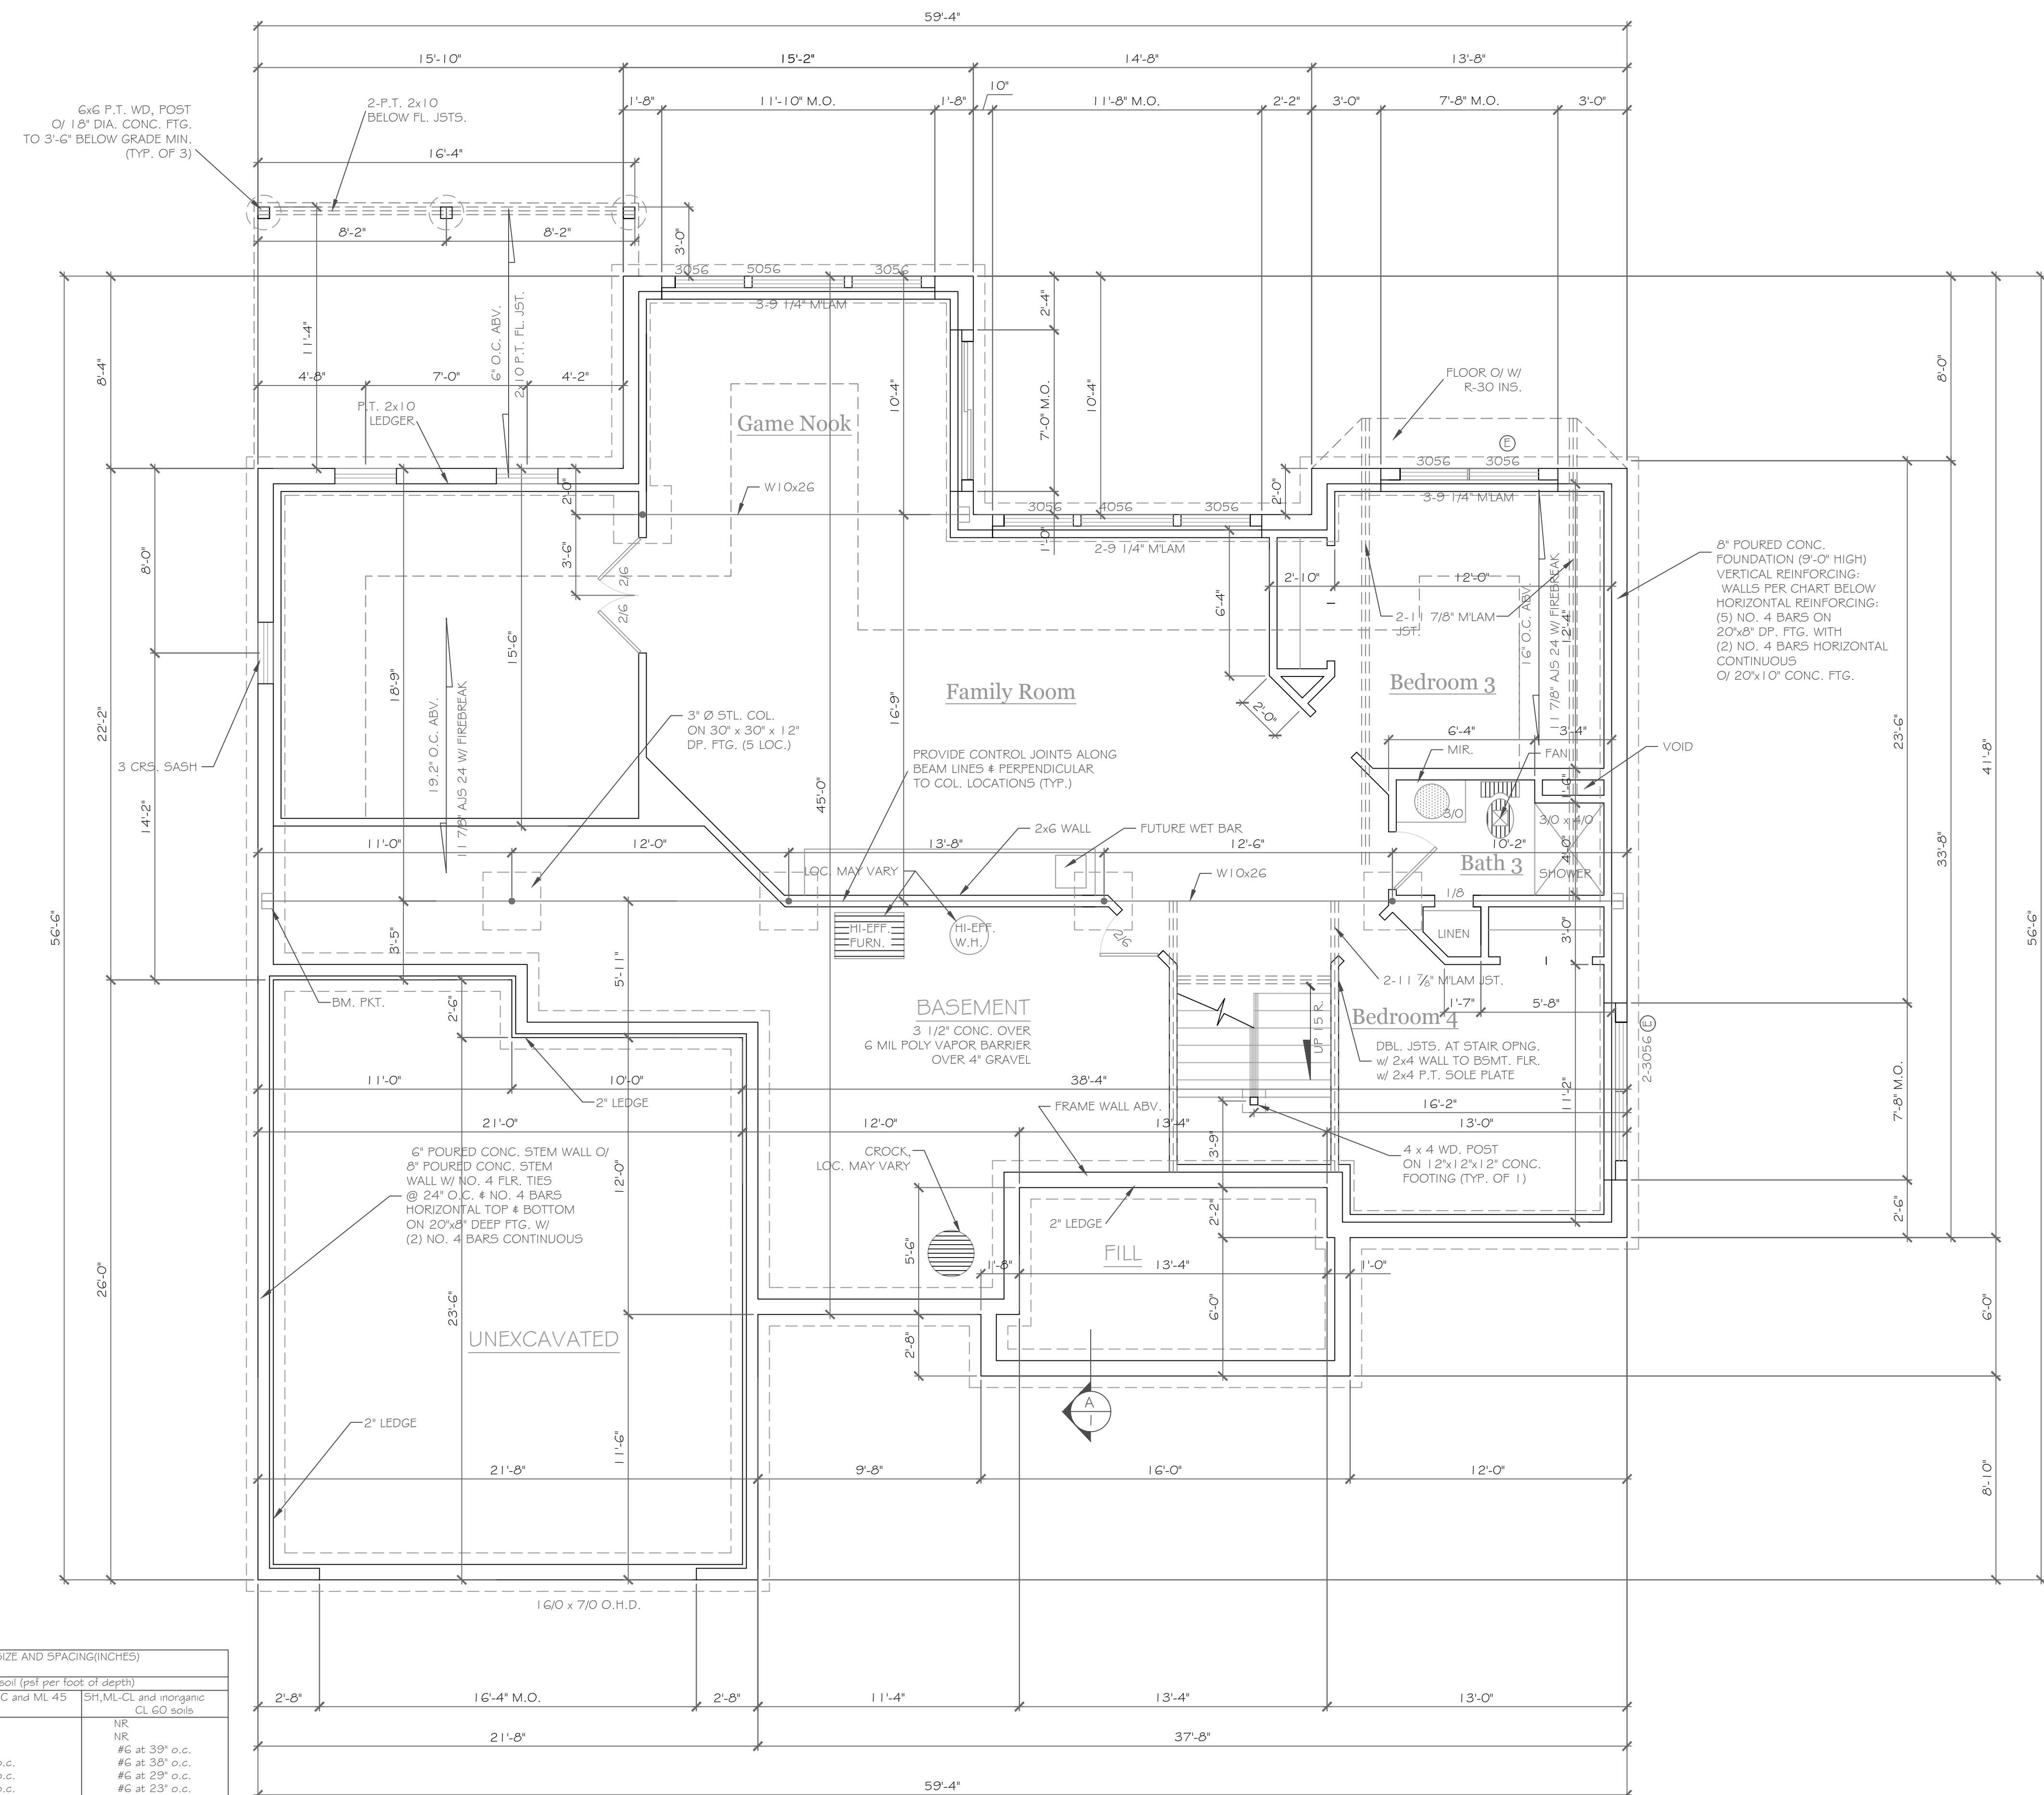 59'-4"
15'-10"
15'-2"
14'-8"
13'-8"
1'-8"
11'-10" M.O.
1'-8"
10"
11'-8" M.O.
2'-2"
3'-0"
7'-8" M.O.
3'-0"
6x6 P.T. WD, POST
O/ 18" DIA. CONC. FTG.
TO 3'-6" BELOW GRADE MIN.
(TYP. OF 3)
2-P.T. 2x10
BELOW FL. JSTS.
16'-4"
8'-2"
8'-2"
3'-0"
11'-4"
6" O.C. ABV.
2x10 P.T. FL. JST.
3056
5056
3056
3-9 1/4" M'LAM
2'-4"
7'-0" M.O.
1'-0"
10'-4"
10'-4"
8'-4"
4'-8"
7'-0"
4'-2"
P.T. 2x10
LEDGER
Game Nook
W10x26
2'-0"
3'-6"
2/6
2/6
FLOOR O/ W/
R-30 INS.
E
3056
3056
3-9 1/4" M'LAM
8'-0"
2'-0"
3056
4056
3056
2-9 1/4" M'LAM
8" POURED CONC.
FOUNDATION (9'-0" HIGH)
VERTICAL REINFORCING:
WALLS PER CHART BELOW
HORIZONTAL REINFORCING:
(5) NO. 4 BARS ON
20"x8" DP. FTG. WITH
(2) NO. 4 BARS HORIZONTAL
CONTINUOUS
O/ 20"x10" CONC. FTG.
2'-10"
12'-0"
6'-4"
2-11 7/8" M'LAM
JST.
16" O.C. ABV.
11 7/8" AJS 24 W/ FIREBREAK
12'-4"
8'-0"
18'-9"
15'-6"
22'-2"
14'-2"
3 CRS. SASH
19.2" O.C. ABV.
11 7/8" AJS 24 W/ FIREBREAK
Family Room
Bedroom 3
2'-0"
16'-9"
45'-0"
3" Ø STL. COL.
ON 30" x 30" x 12"
DP. FTG. (5 LOC.)
PROVIDE CONTROL JOINTS ALONG
BEAM LINES & PERPENDICULAR
TO COL. LOCATIONS (TYP.)
6'-4"
3'-4"
MIR.
FAN
VOID
1'-6"
3/0
3/0 x 4/0
23'-6"
41'-8"
33'-8"
56'-6"
56'-6"
11'-0"
12'-0"
2x6 WALL
FUTURE WET BAR
13'-8"
12'-6"
10'-2"
4'-0"
Bath 3
SHOWER
1/8
LOC. MAY VARY
W10x26
HI-EFF.
FURN.
HI-EFF.
W.H.
2/6
LINEN
3'-0"
3'-5"
5'-11"
BM. PKT.
2'-6"
BASEMENT
3 1/2" CONC. OVER
6 MIL POLY VAPOR BARRIER
OVER 4" GRAVEL
2-11 7/8" M'LAM JST.
1'-7"
5'-8"
Bedroom 4
UP 15 R.
DBL. JSTS. AT STAIR OPNG.
w/ 2x4 WALL TO BSMT. FLR.
w/ 2x4 P.T. SOLE PLATE
2-3056
E
11'-0"
10'-0"
38'-4"
2" LEDGE
FRAME WALL ABV.
16'-2"
11'-2"
7'-8" M.O.
21'-0"
12'-0"
13'-4"
13'-0"
6" POURED CONC. STEM WALL O/
8" POURED CONC. STEM
WALL W/ NO. 4 FLR. TIES
@ 24" O.C. & NO. 4 BARS
HORIZONTAL TOP & BOTTOM
ON 20"x8" DEEP FTG. W/
(2) NO. 4 BARS CONTINUOUS
12'-0"
CROCK,
LOC. MAY VARY
3'-9"
4 x 4 WD. POST
ON 12"x12"x12" CONC.
FOOTING (TYP. OF 1)
2" LEDGE
2'-2"
2'-6"
FILL
5'-6"
1'-8"
13'-4"
1'-0"
26'-0"
23'-6"
6'-0"
6'-0"
2'-8"
UNEXCAVATED
A
1
2" LEDGE
11'-6"
21'-8"
9'-8"
16'-0"
12'-0"
8'-10"
16/0 x 7/0 O.H.D.
SIZE AND SPACING(INCHES)
soil (psf per foot of depth)
C and ML 45
SH,ML-CL and inorganic
CL 60 soils
NR
NR
#6 at 39" o.c.
o.c.
#6 at 38" o.c.
o.c.
#6 at 29" o.c.
o.c.
#6 at 23" o.c.
2'-8"
16'-4" M.O.
2'-8"
11'-4"
13'-4"
13'-0"
21'-8"
37'-8"
59'-4"